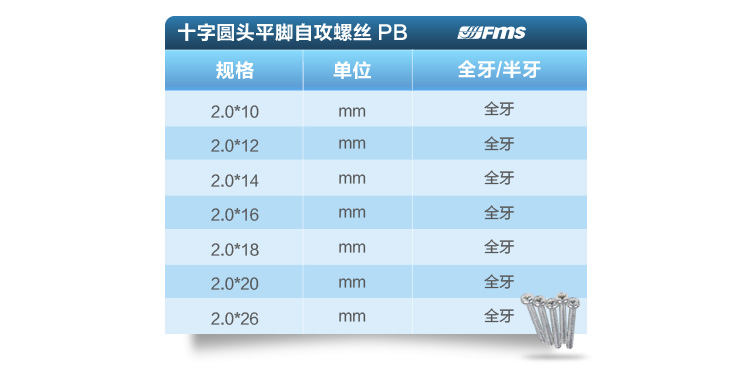 十字圆头平脚自攻螺丝 PB FMS
规格 单位 全牙/半牙
2.0*10 mm 全牙
2.0*12 mm 全牙
2.0*14 mm 全牙
2.0*16 mm 全牙
2.0*18 mm 全牙
2.0*20 mm 全牙
2.0*26 mm 全牙